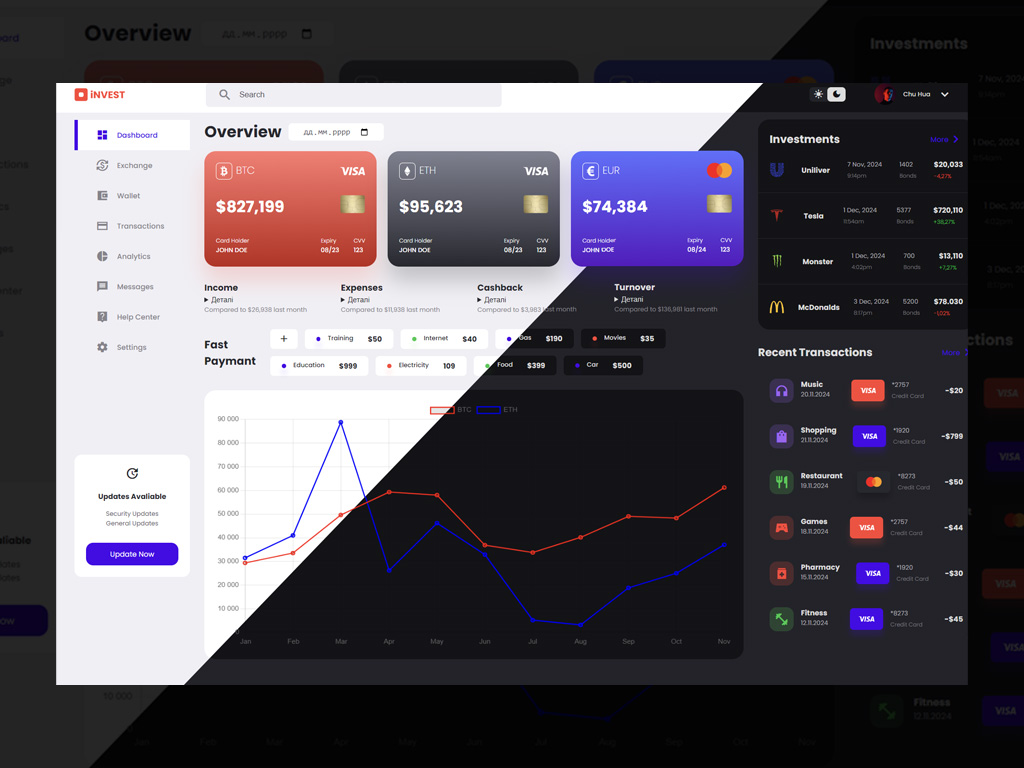 Overview
дд.мм.рррр
Investments
iNVEST
Search
Chu Hua
Dashboard
Exchange
Wallet
Transactions
Analytics
Messages
Help Center
Settings
Updates Avaliable
Security Updates
General Updates
Update Now
Overview
дд.мм.рррр
BTC
VISA
$827,199
Card Holder
Expiry
CVV
JOHN DOE
08/23
123
ETH
VISA
$95,623
Card Holder
Expiry
CVV
JOHN DOE
08/23
123
EUR
$74,384
Card Holder
Expiry
CVV
JOHN DOE
08/24
123
Income
Деталі
Compared to $26,938 last month
Expenses
Деталі
Compared to $11,938 last month
Cashback
Деталі
Compared to $3,983 last month
Turnover
Деталі
Compared to $136,981 last month
Fast
Paymant
+
Training $50
Internet $40
Gas $190
Movies $35
Education $999
Electricity 109
Food $399
Car $500
BTC ETH
90 000
80 000
70 000
60 000
50 000
40 000
30 000
20 000
10 000
Jan Feb Mar Apr May Jun Jul Aug Sep Oct Nov
Investments
More
Uniliver
7 Nov, 2024
9:14pm
1402
Bonds
$20,033
-4,27%
Tesla
1 Dec, 2024
11:54am
5377
Bonds
$720,110
+36,27%
Monster
1 Dec, 2024
4:02pm
700
Bonds
$13,110
+7,27%
McDonalds
3 Dec, 2024
8:17pm
5200
Bonds
$78.030
-1,02%
Recent Transactions
More
Music
20.11.2024
VISA
*2757
Credit Card
-$20
Shopping
21.11.2024
VISA
*1920
Credit Card
-$799
Restaurant
19.11.2024
*8273
Credit Card
-$50
Games
18.11.2024
VISA
*2757
Credit Card
-$44
Pharmacy
15.11.2024
VISA
*1920
Credit Card
-$30
Fitness
12.11.2024
VISA
*8273
Credit Card
-$45
10 000
Fitness
12.11.2024
VISA